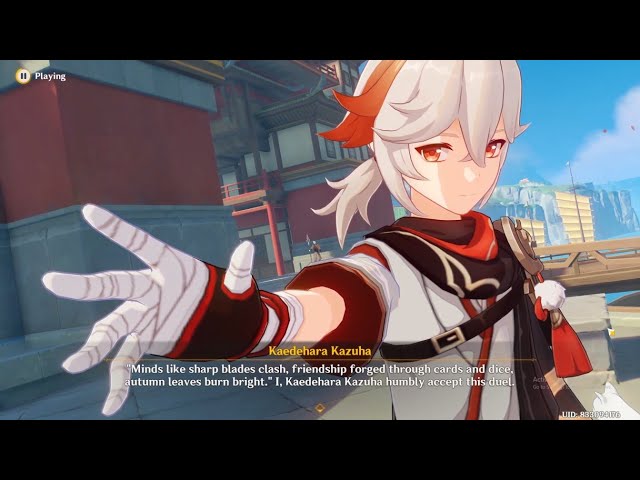 Playing
Kaedehara Kazuha
"Minds like sharp blades clash, friendship forged through cards and dice,
autumn leaves burn bright." I, Kaedehara Kazuha humbly accept this duel.